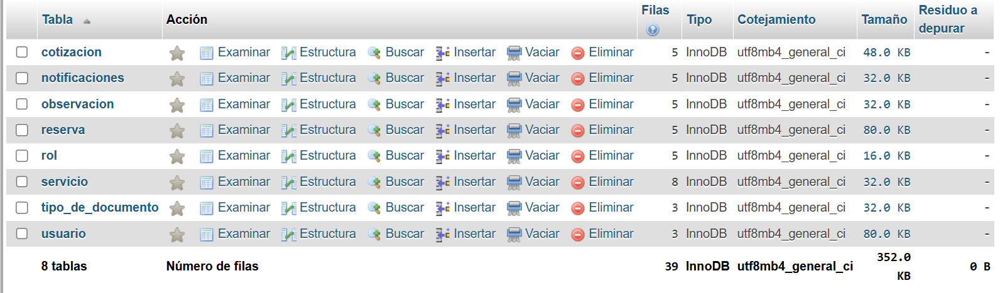 Tabla Acción Filas Tipo Cotejamiento Tamaño Residuo a depurar
cotizacion Examinar Estructura Buscar Insertar Vaciar Eliminar 5 InnoDB utf8mb4_general_ci 48.0 KB -
notificaciones Examinar Estructura Buscar Insertar Vaciar Eliminar 5 InnoDB utf8mb4_general_ci 32.0 KB -
observacion Examinar Estructura Buscar Insertar Vaciar Eliminar 5 InnoDB utf8mb4_general_ci 32.0 KB -
reserva Examinar Estructura Buscar Insertar Vaciar Eliminar 5 InnoDB utf8mb4_general_ci 80.0 KB -
rol Examinar Estructura Buscar Insertar Vaciar Eliminar 5 InnoDB utf8mb4_general_ci 16.0 KB -
servicio Examinar Estructura Buscar Insertar Vaciar Eliminar 8 InnoDB utf8mb4_general_ci 32.0 KB -
tipo_de_documento Examinar Estructura Buscar Insertar Vaciar Eliminar 3 InnoDB utf8mb4_general_ci 32.0 KB -
usuario Examinar Estructura Buscar Insertar Vaciar Eliminar 3 InnoDB utf8mb4_general_ci 80.0 KB -
8 tablas Número de filas 39 InnoDB utf8mb4_general_ci 352.0 KB 0 B